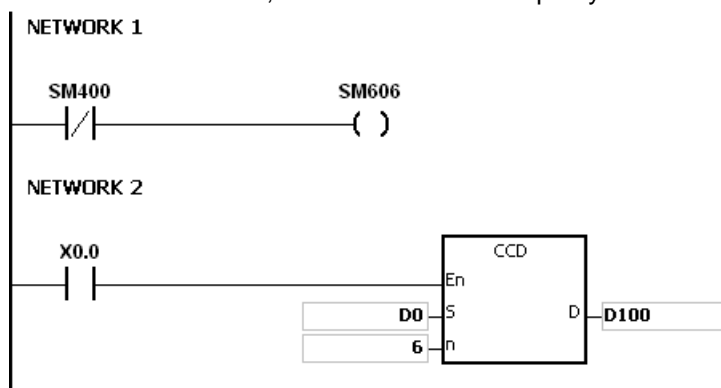 NETWORK 1
SM400 SM606
NETWORK 2
X0.0
CCD
En
D0 S D D100
6 n